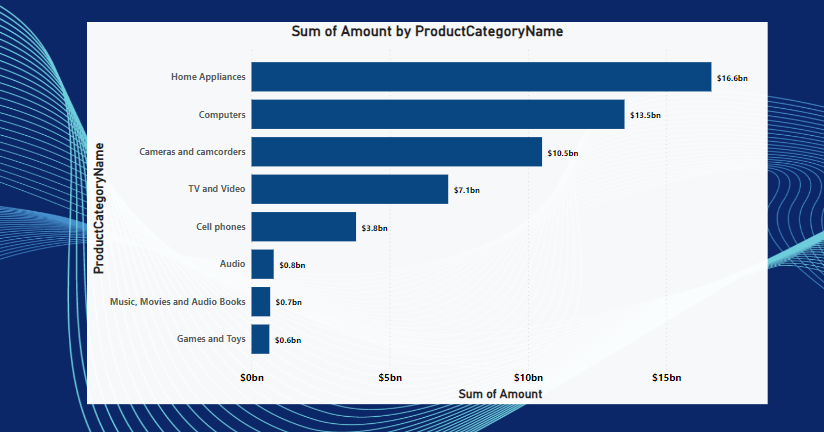 Sum of Amount by ProductCategoryName
ProductCategoryName
Home Appliances $16.6bn
Computers $13.5bn
Cameras and camcorders $10.5bn
TV and Video $7.1bn
Cell phones $3.8bn
Audio $0.8bn
Music, Movies and Audio Books $0.7bn
Games and Toys $0.6bn
$0bn $5bn $10bn $15bn
Sum of Amount